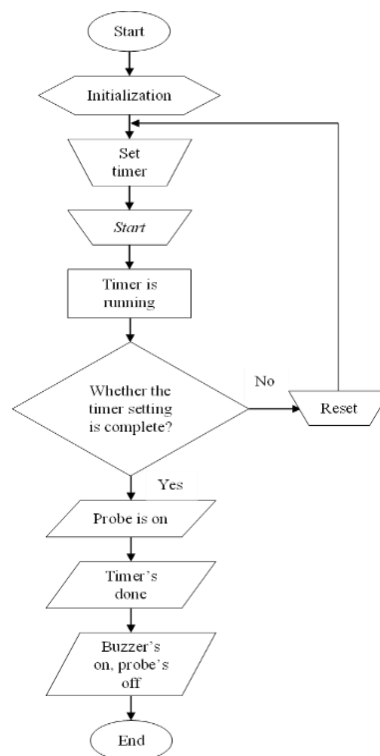 Start
Initialization
Set
timer
Start
Timer is
running
Whether the
timer setting
is complete?
No
Reset
Yes
Probe is on
Timer's
done
Buzzer's
on, probe's
off
End